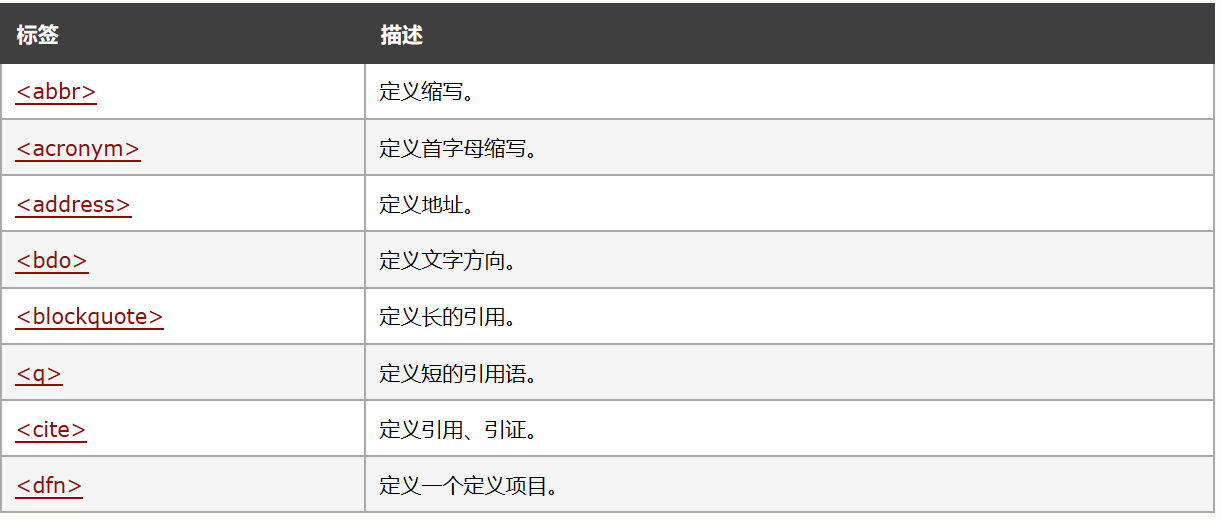 标签 描述
<abbr> 定义缩写。
<acronym> 定义首字母缩写。
<address> 定义地址。
<bdo> 定义文字方向。
<blockquote> 定义长的引用。
<q> 定义短的引用语。
<cite> 定义引用、引证。
<dfn> 定义一个定义项目。